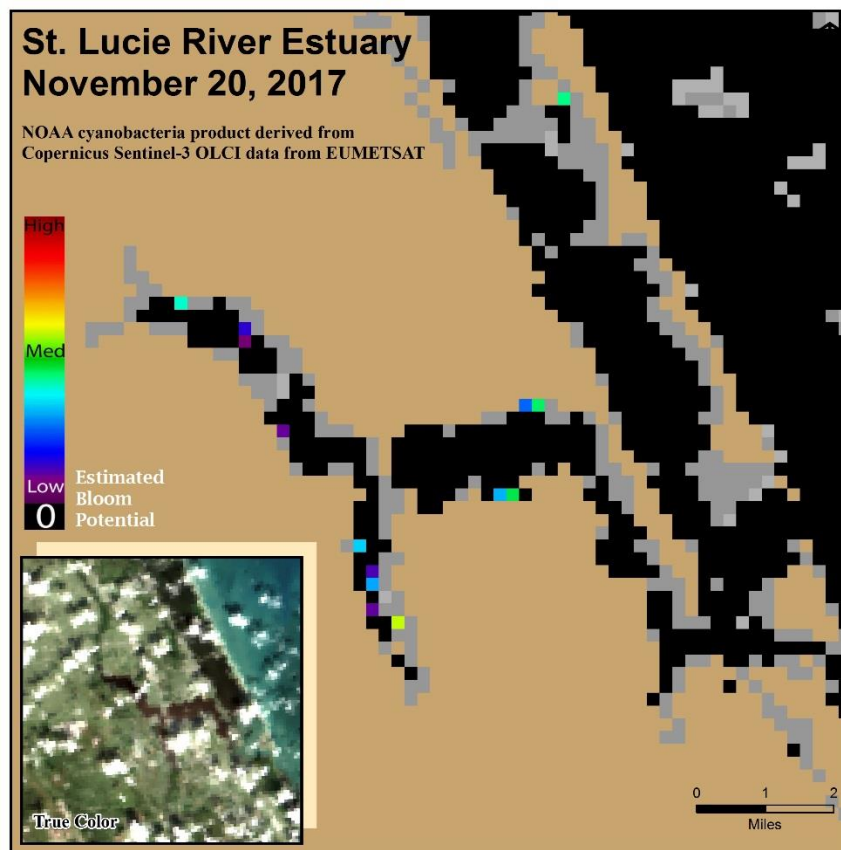 St. Lucie River Estuary
November 20, 2017
NOAA cyanobacteria product derived from
Copernicus Sentinel-3 OLCI data from EUMETSAT
High
Med
Low
0
Estimated
Bloom
Potential
True Color
0 1 2
Miles